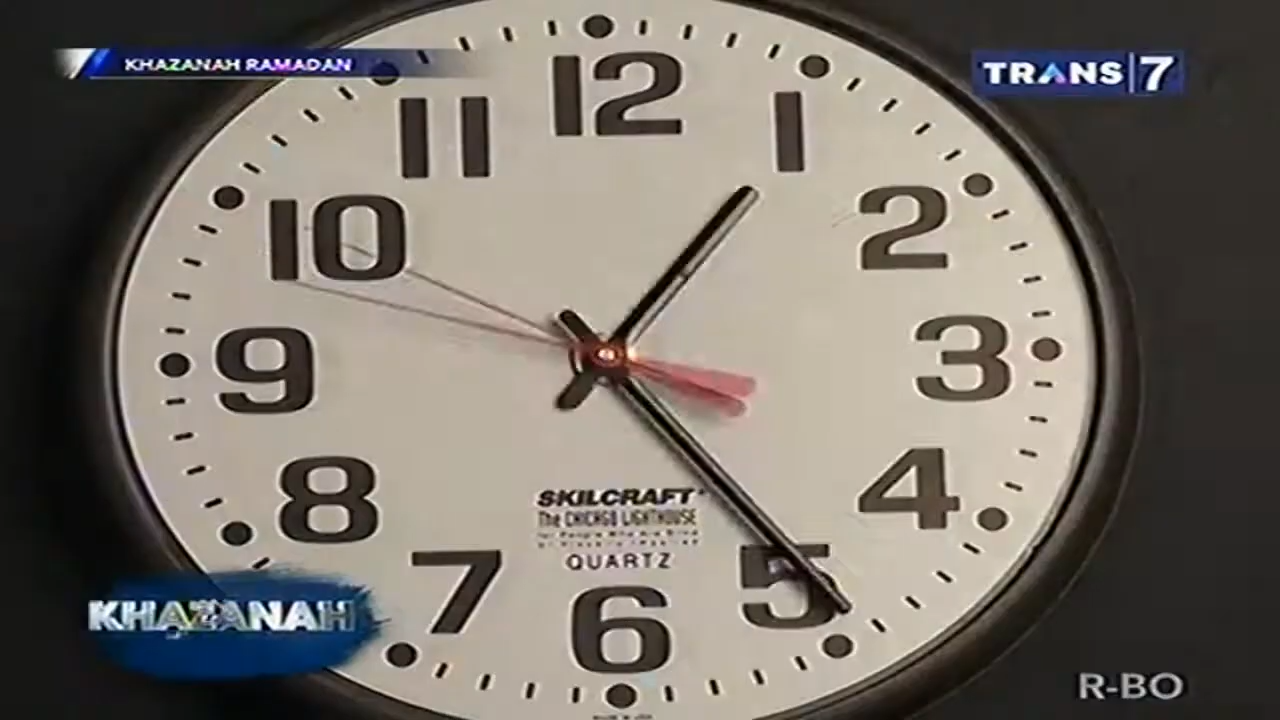 KHAZANAH RAMADAN
TRANS|7
12
11
1
10
2
9
3
8
4
7
5
6
SKILCRAFT
The CHICAGO LIGHTHOUSE
QUARTZ
KHAZANAH
R-BO